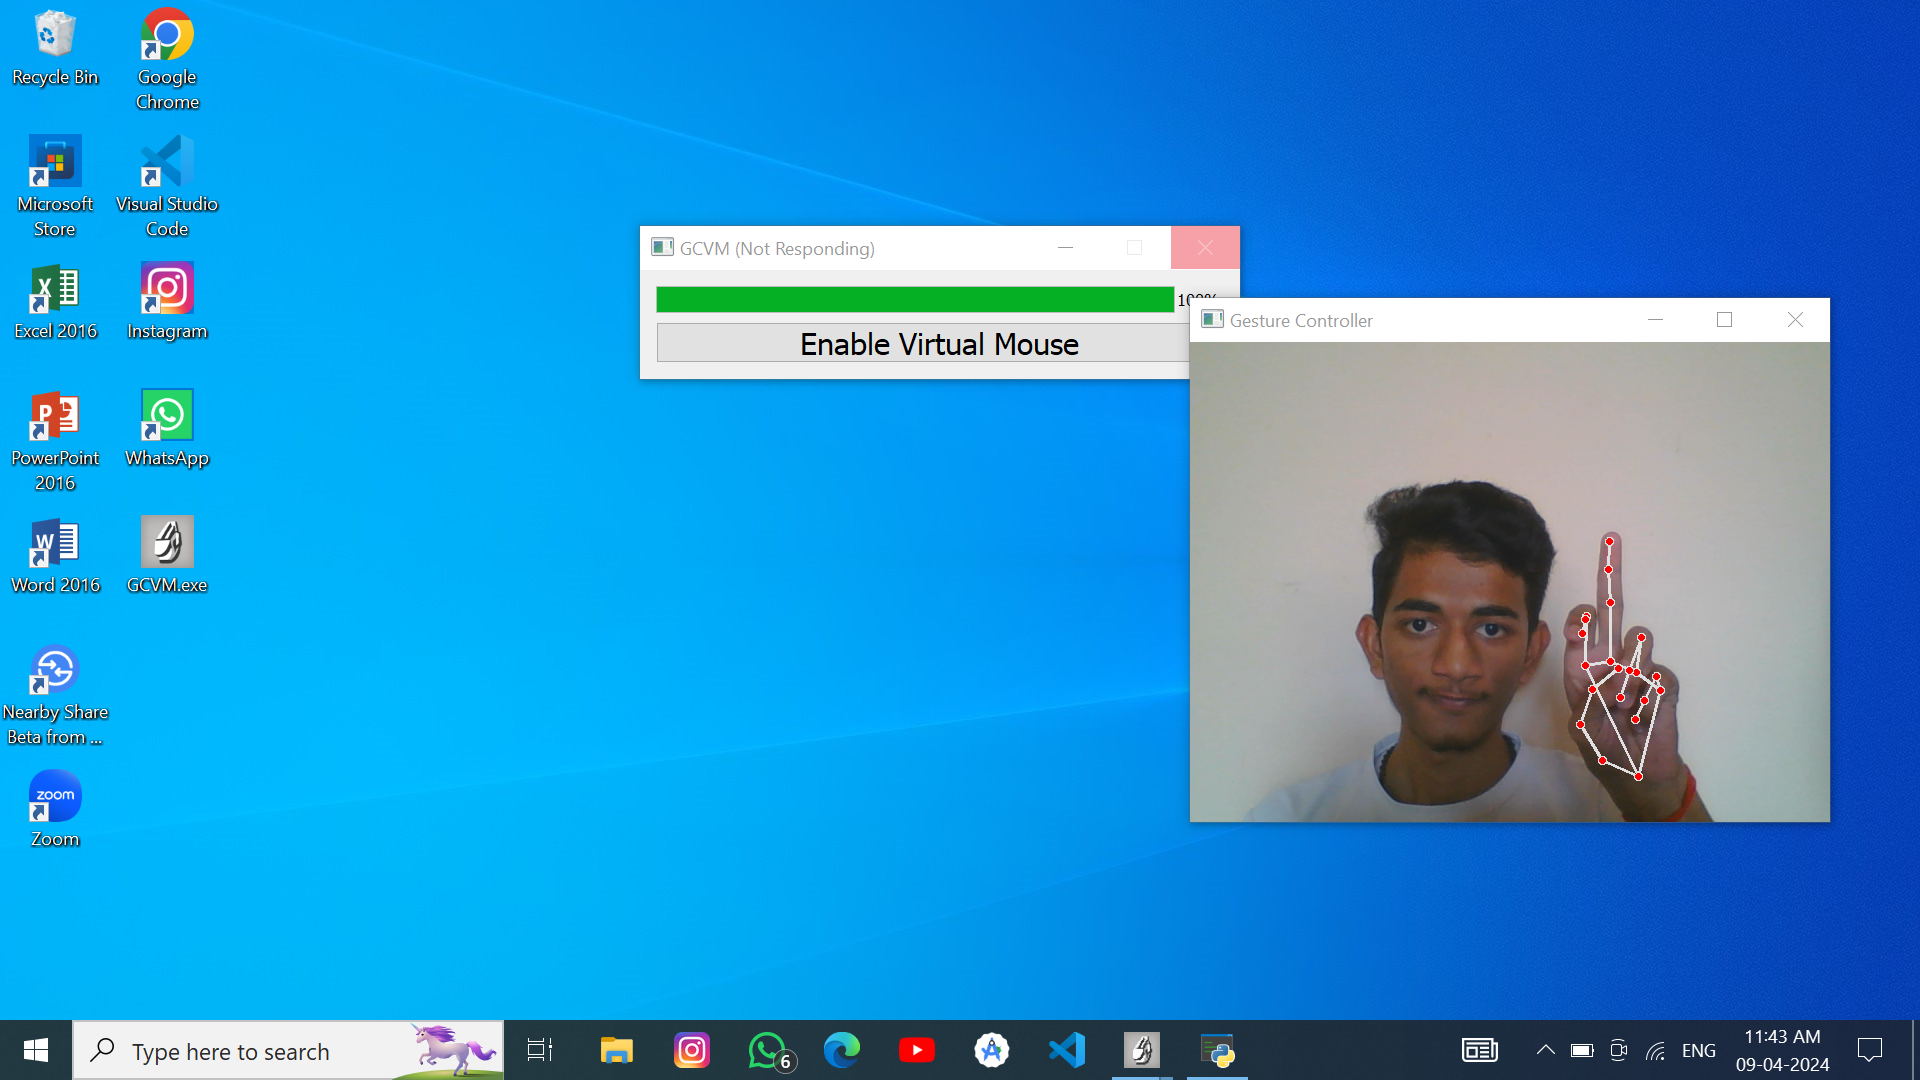 Recycle Bin
Google
Chrome
Microsoft
Store
Visual Studio
Code
Excel 2016
Instagram
PowerPoint
2016
WhatsApp
Word 2016
GCVM.exe
Nearby Share
Beta from ...
zoom
Zoom
GCVM (Not Responding)
100%
Enable Virtual Mouse
Gesture Controller
Type here to search
6
ENG
11:43 AM
09-04-2024